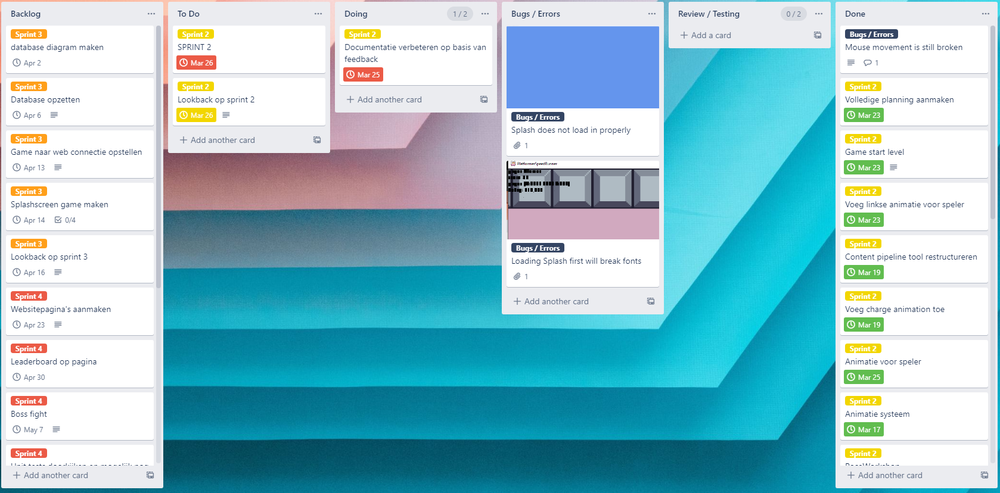 Backlog
Sprint 3
database diagram maken
Apr 2
Sprint 3
Database opzetten
Apr 6
Sprint 3
Game naar web connectie opstellen
Apr 13
Sprint 3
Splashscreen game maken
Apr 14 0/4
Sprint 3
Lookback op sprint 3
Apr 16
Sprint 4
Websitepagina's aanmaken
Apr 23
Sprint 4
Leaderboard op pagina
Apr 30
Sprint 4
Boss fight
May 7
Sprint 4
Add another card
To Do
Sprint 2
SPRINT 2
Mar 26
Sprint 2
Lookback op sprint 2
Mar 26
Add another card
Doing 1 / 2
Sprint 2
Documentatie verbeteren op basis van
feedback
Mar 25
Add another card
Bugs / Errors
Bugs / Errors
Splash does not load in properly
1
PlatformerSpeedRunner
Bugs / Errors
Loading Splash first will break fonts
1
Add another card
Review / Testing 0 / 2
Add a card
Done
Bugs / Errors
Mouse movement is still broken
1
Sprint 2
Volledige planning aanmaken
Mar 23
Sprint 2
Game start level
Mar 23
Sprint 2
Voeg linkse animatie voor speler
Mar 23
Sprint 2
Content pipeline tool restructureren
Mar 19
Sprint 2
Voeg charge animation toe
Mar 19
Sprint 2
Animatie voor speler
Mar 25
Sprint 2
Animatie systeem
Mar 17
Sprint 2
Add another card